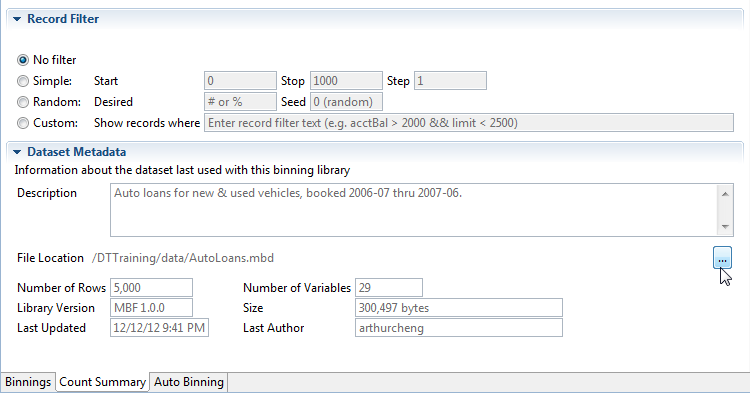 Record Filter
No filter
Simple: Start 0 Stop 1000 Step 1
Random: Desired # or % Seed 0 (random)
Custom: Show records where Enter record filter text (e.g. acctBal > 2000 && limit < 2500)
Dataset Metadata
Information about the dataset last used with this binning library
Description Auto loans for new & used vehicles, booked 2006-07 thru 2007-06.
File Location /DTTraining/data/AutoLoans.mbd ...
Number of Rows 5,000 Number of Variables 29
Library Version MBF 1.0.0 Size 300,497 bytes
Last Updated 12/12/12 9:41 PM Last Author arthurcheng
Binnings Count Summary Auto Binning